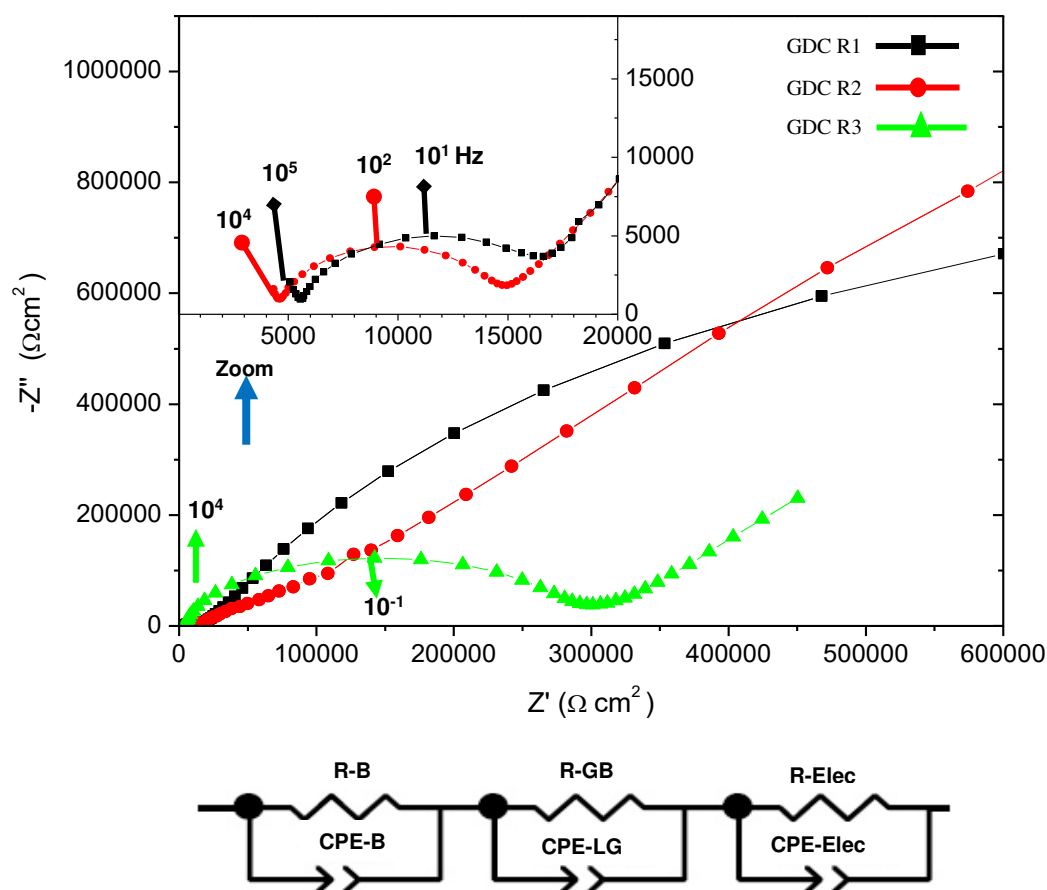 1000000
800000
600000
400000
200000
0
-Z" (Ωcm²)
15000
10000
5000
0
5000 10000 15000 20000
10⁴
10⁵
10²
10¹ Hz
GDC R1
GDC R2
GDC R3
Zoom
10⁴
10⁻¹
0 100000 200000 300000 400000 500000 600000
Z' (Ω cm²)
R-B R-GB R-Elec
CPE-B CPE-LG CPE-Elec